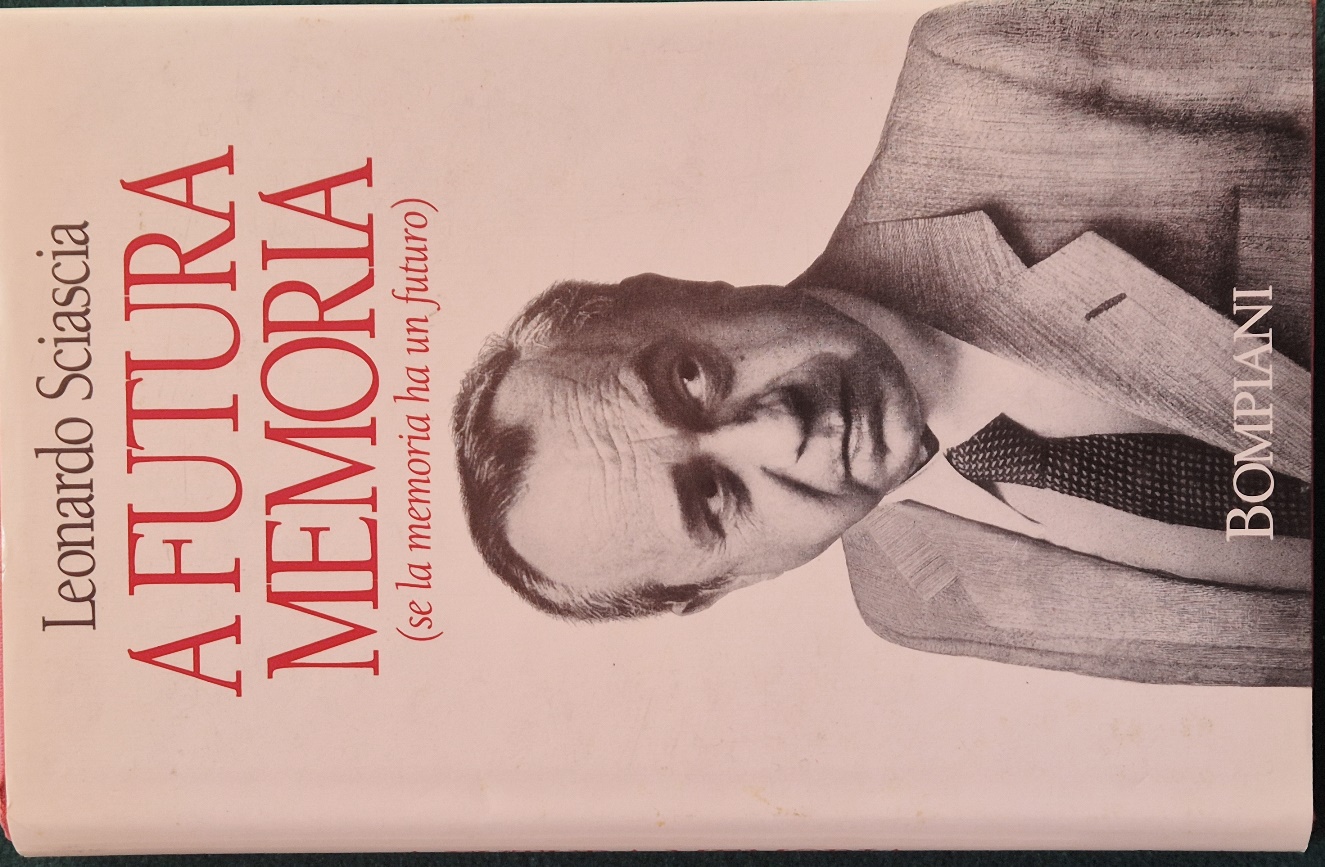 Leonardo Sciascia
A FUTURA
MEMORIA
(se la memoria ha un futuro)
BOMPIANI